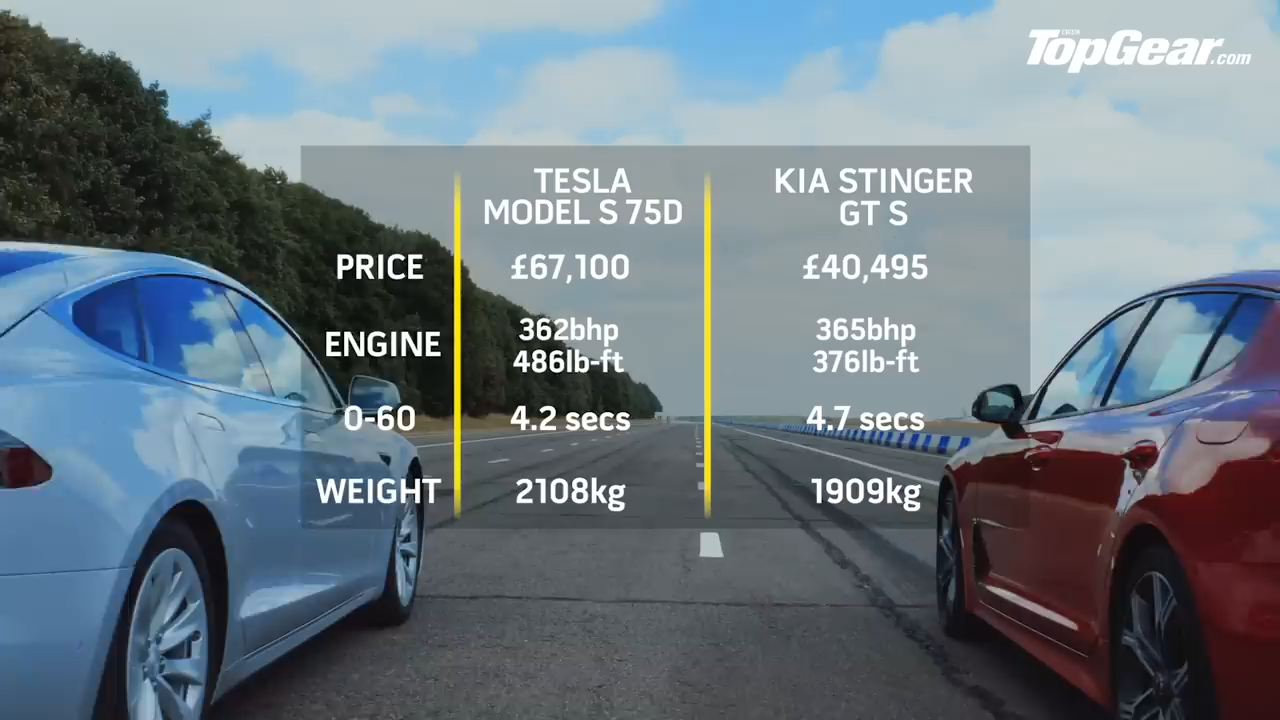 TopGear.com
TESLA
MODEL S 75D
KIA STINGER
GT S
PRICE
£67,100
£40,495
ENGINE
362bhp
486lb-ft
365bhp
376lb-ft
0-60
4.2 secs
4.7 secs
WEIGHT
2108kg
1909kg